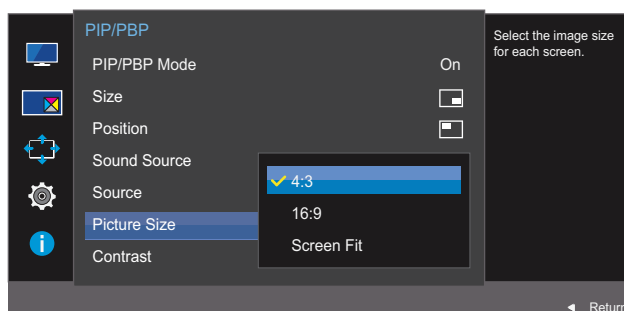 PIP/PBP
Select the image size
for each screen.
PIP/PBP Mode On
Size
Position
Sound Source
4:3
Source
16:9
Picture Size
Screen Fit
Contrast
Return